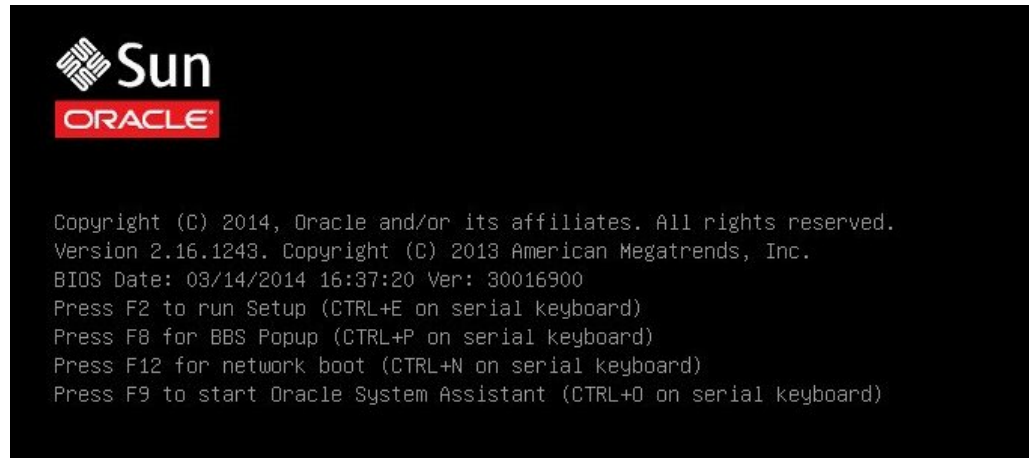 Sun
ORACLE
Copyright (C) 2014, Oracle and/or its affiliates. All rights reserved.
Version 2.16.1243. Copyright (C) 2013 American Megatrends, Inc.
BIOS Date: 03/14/2014 16:37:20 Ver: 30016900
Press F2 to run Setup (CTRL+E on serial keyboard)
Press F8 for BBS Popup (CTRL+P on serial keyboard)
Press F12 for network boot (CTRL+N on serial keyboard)
Press F9 to start Oracle System Assistant (CTRL+O on serial keyboard)